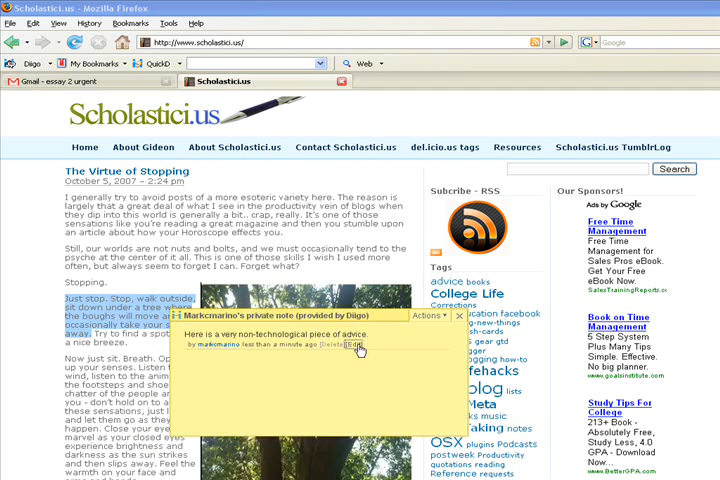 Scholastici.us - Mozilla Firefox
File Edit View History Bookmarks Tools Help
http://www.scholastici.us/
Google
Diigo My Bookmarks QuickD Web
Gmail - essay 2 urgent
Scholastici.us
Scholastici.us
Home About Gideon About Scholastici.us Contact Scholastici.us del.icio.us tags Resources Scholastici.us TumblrLog
The Virtue of Stopping
October 5, 2007 – 2:24 pm
I generally try to avoid posts of a more esoteric variety here. The reason is
largely that a great deal of what I see in the productivity vein of blogs when
they dip into this world is generally a bit.. crap, really. It's one of those
sensations like you're reading a great magazine and then you stumble upon
an article about how your Horoscope effects you.
Still, our worlds are not nuts and bolts, and we must occasionally tend to the
psyche at the center of it all. This is one of those skills I wish I used more
often, but always seem to forget I can. Forget what?
Stopping.
Just stop. Stop, walk outside,
sit down under a tree where
the boughs will move an
occasionally take your s
away. Try to find a spot
a nice breeze.
Now just sit. Breath. Op
up your senses. Listen t
wind, listen to the anim
the footsteps and shoe
chatter of the people ar
you - don't hold on to a
these sensations, just l
and let them go as they
happen. Close your eye
marvel as your closed eyes
experience brightness and
darkness as the sun strikes
and then slips away. Feel the
warmth on your face and
Markcmarino's private note (provided by Diigo) Actions
Here is a very non-technological piece of advice.
by markcmarino less than a minute ago [Delete] [Edit]
Search
Subcribe - RSS
Tags
advice books
College Life
Corrections
education facebook
gear gtd
how-to
lifehacks
blog lists
Meta
music
Taking notes
OSX plugins Podcasts
postweek Productivity
quotations reading
Reference requests
Our Sponsors:
Ads by Google
Free Time
Management
Free Time
Management for
Sales Pros eBook.
Get Your Free
eBook Now.
SalesTrainingReports.cc
Book on Time
Management
5 Step System
Plus Many Tips
Simple. Effective.
No big planner.
www.goalsinstitute.com
Study Tips For
College
213+ Book -
Absolutely Free,
Study Less, 4.0
GPA - Download
Now...
www.BetterGPA.com